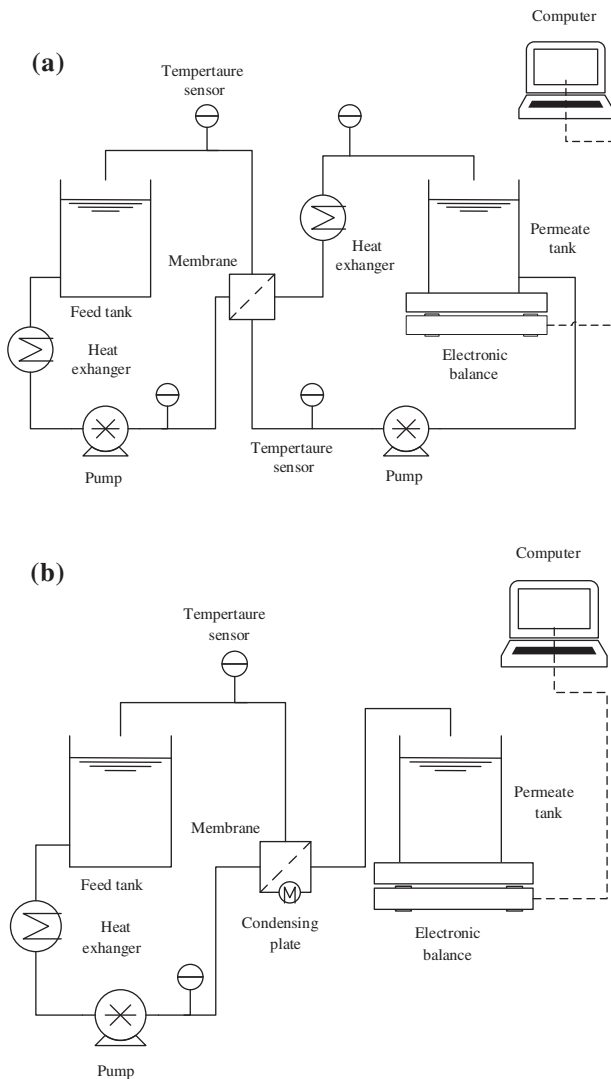 Computer
(a)
Tempertaure
sensor
Permeate
tank
Heat
exhanger
Membrane
Feed tank
Heat
exhanger
Electronic
balance
Tempertaure
sensor
Pump
Pump
Computer
(b)
Tempertaure
sensor
Permeate
tank
Membrane
Feed tank
Heat
exhanger
Condensing
plate
Electronic
balance
M
Pump